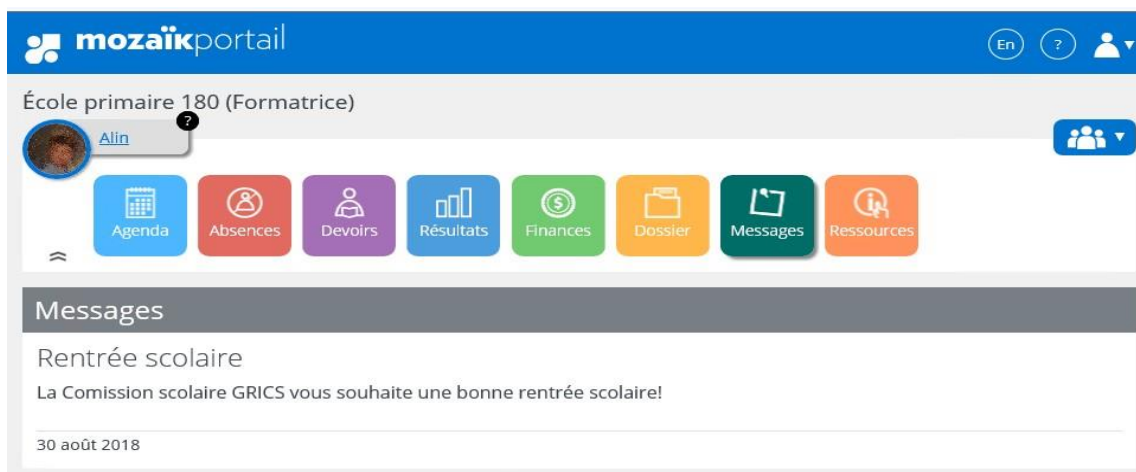 mozaïkportail
En ?
École primaire 180 (Formatrice)
Alin ?
Agenda Absences Devoirs Résultats Finances Dossier Messages Ressources
Messages
Rentrée scolaire
La Comission scolaire GRICS vous souhaite une bonne rentrée scolaire!
30 août 2018